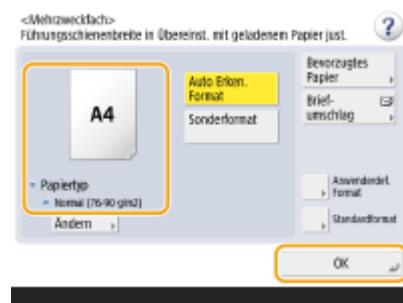 <Mehrzweckfach>
Führungsschienenbreite in Übereinst. mit geladenem Papier just.
?
A4
Papiertyp
Normal (76-90 g/m2)
Ändern
Auto Erken.
Format
Sonderformat
Bevorzugtes
Papier
Brief-
umschlag
Anwenderdef.
Format
Standardformat
OK